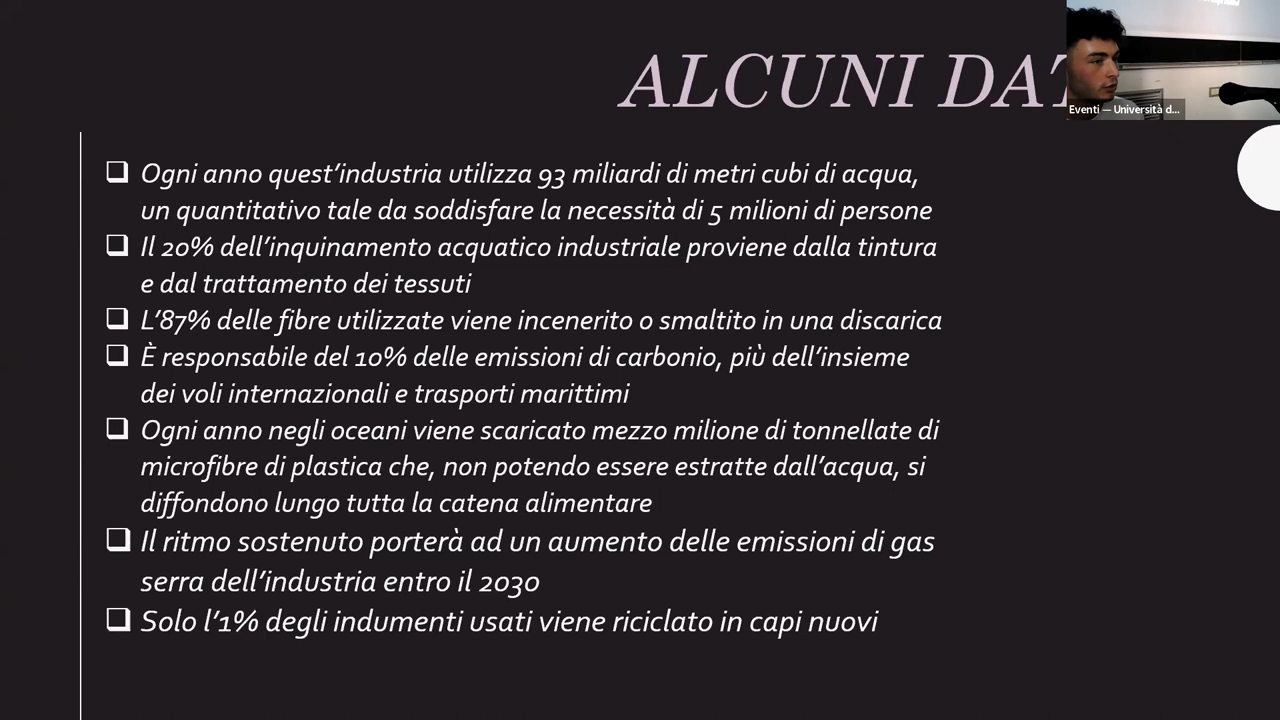 ALCUNI DAT
Eventi — Università d...
Ogni anno quest'industria utilizza 93 miliardi di metri cubi di acqua,
un quantitativo tale da soddisfare la necessità di 5 milioni di persone
Il 20% dell'inquinamento acquatico industriale proviene dalla tintura
e dal trattamento dei tessuti
L'87% delle fibre utilizzate viene incenerito o smaltito in una discarica
È responsabile del 10% delle emissioni di carbonio, più dell'insieme
dei voli internazionali e trasporti marittimi
Ogni anno negli oceani viene scaricato mezzo milione di tonnellate di
microfibre di plastica che, non potendo essere estratte dall'acqua, si
diffondono lungo tutta la catena alimentare
Il ritmo sostenuto porterà ad un aumento delle emissioni di gas
serra dell'industria entro il 2030
Solo l'1% degli indumenti usati viene riciclato in capi nuovi